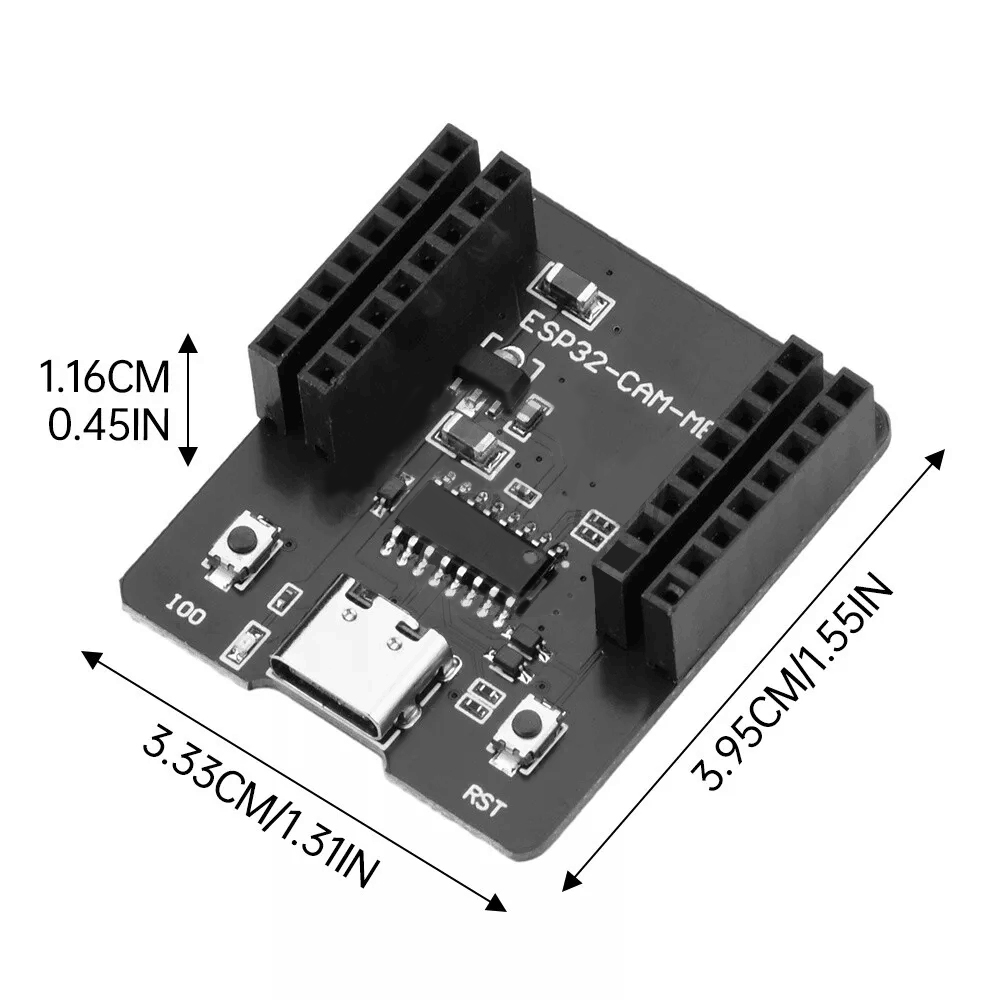 1.16CM
0.45IN
ESP32-CAM-MB
IO0
RST
3.33CM/1.31IN
3.95CM/1.55IN